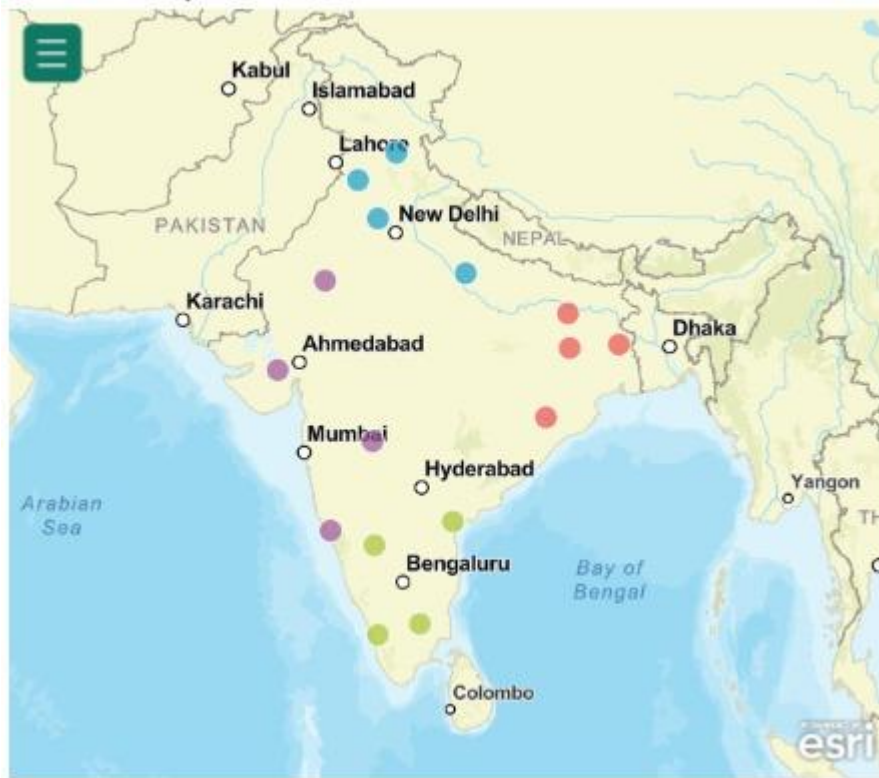 Kabul
Islamabad
Lahore
PAKISTAN
New Delhi
NEPAL
Karachi
Ahmedabad
Dhaka
Mumbai
Hyderabad
Yangon
Arabian
Sea
TH
Bengaluru
Bay of
Bengal
Colombo
esri